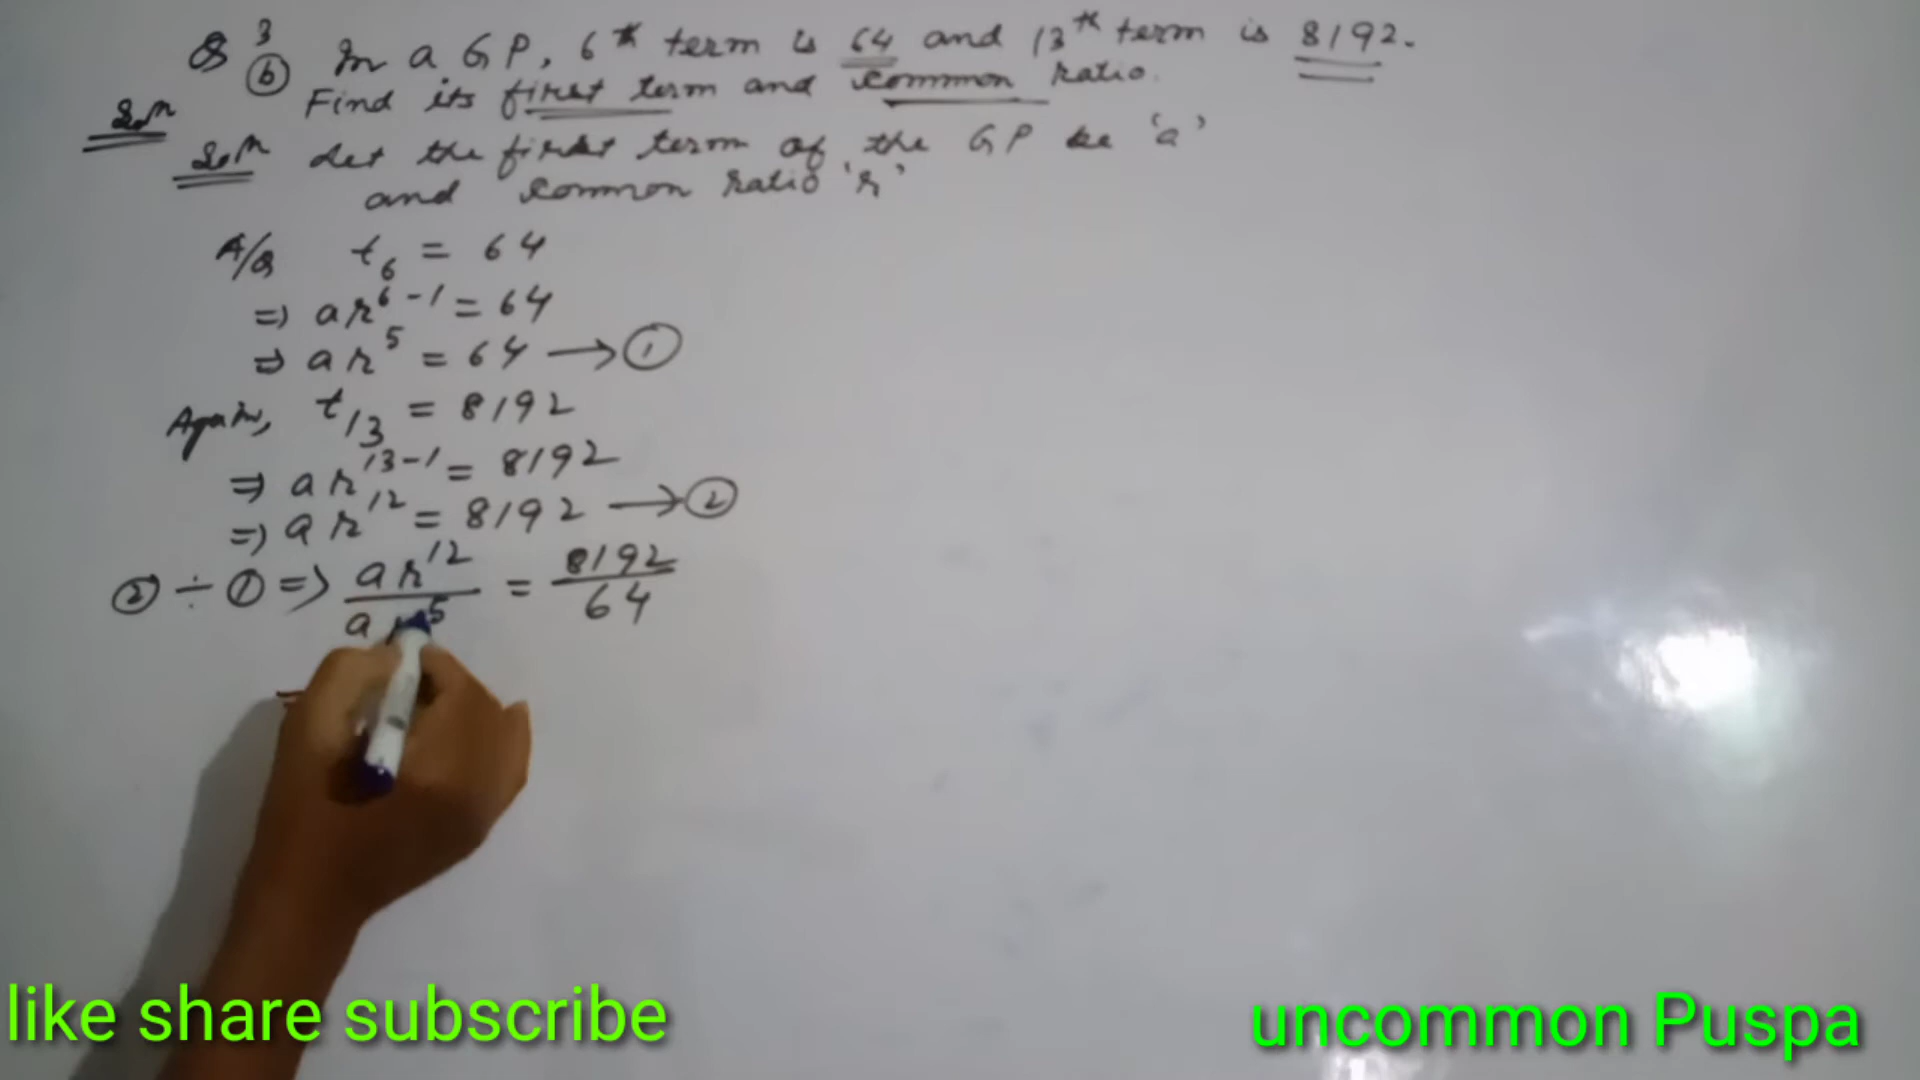 Q 3
(b) In a GP, 6th term is 64 and 13th term is 8192.
Find its first term and common ratio.
Soln
Soln Let the first term of the GP be 'a'
and common ratio 'r'
A/Q t₆ = 64
⇒ ar⁶⁻¹ = 64
⇒ ar⁵ = 64 → ①
Again, t₁₃ = 8192
⇒ ar¹³⁻¹ = 8192
⇒ ar¹² = 8192 → ②
② ÷ ① ⇒ ar¹²/ar⁵ = 8192/64
like share subscribe
uncommon Puspa